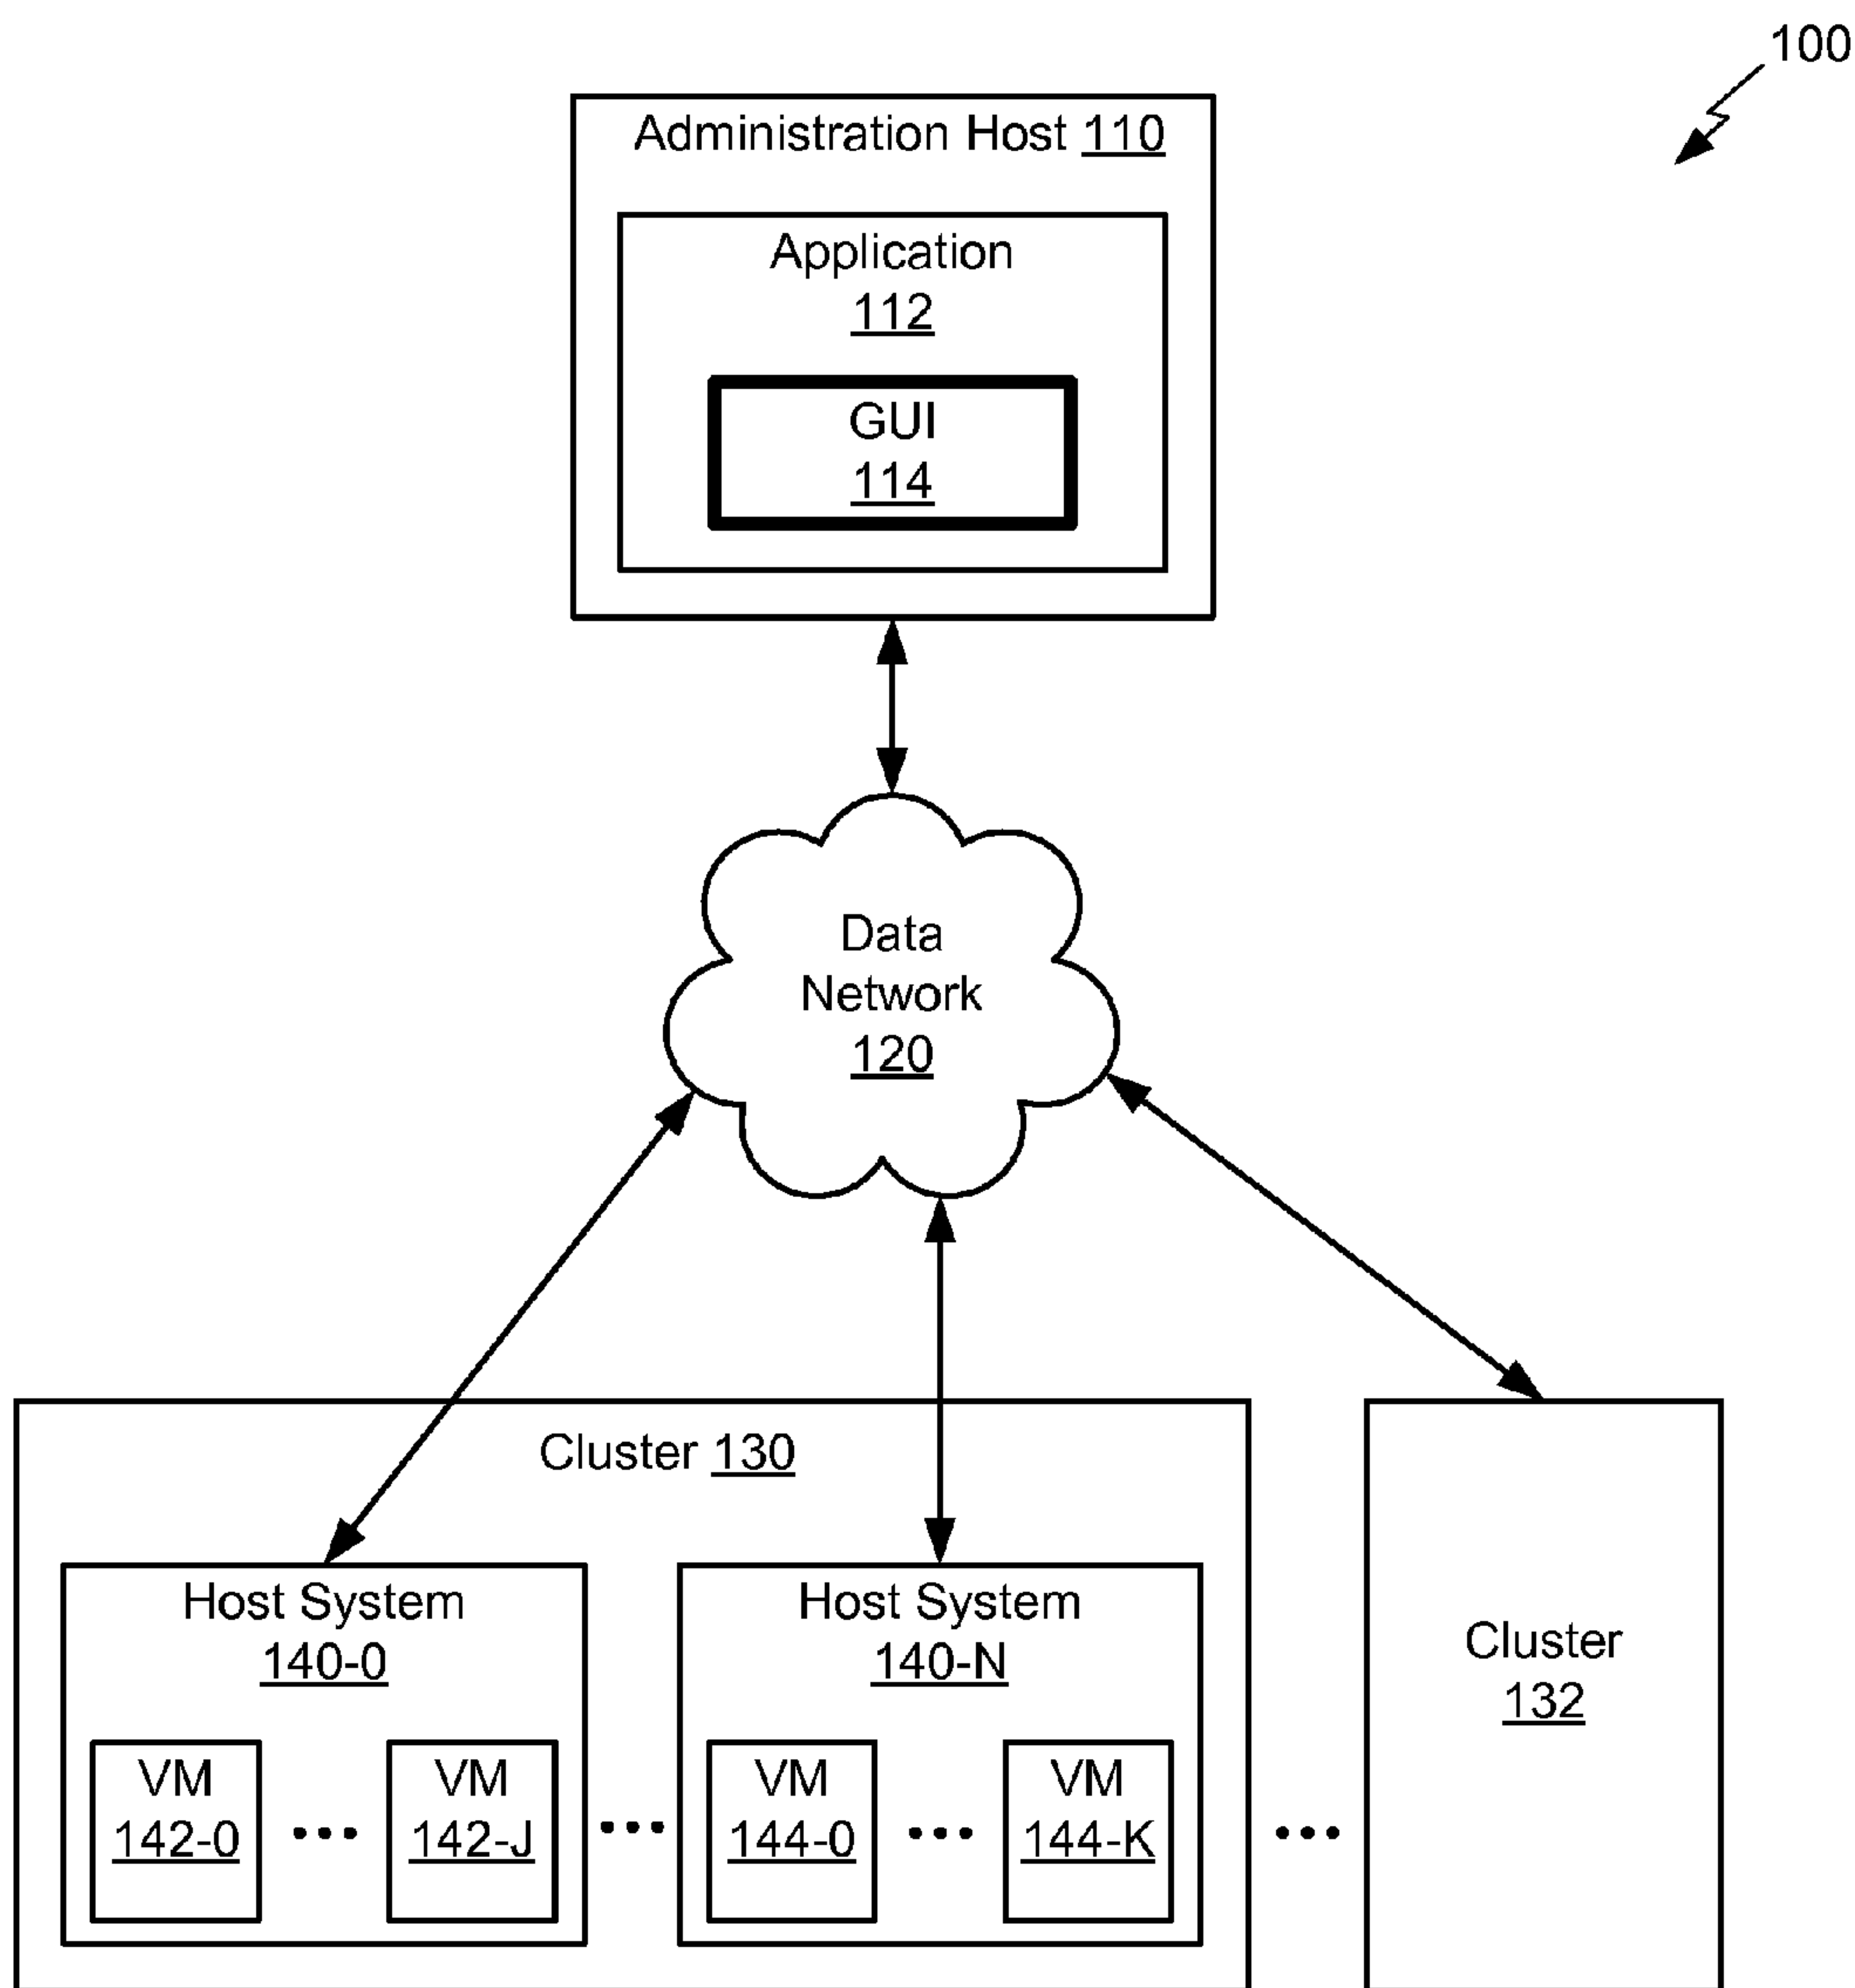 100
Administration Host 110
Application
112
GUI
114
Data
Network
120
Cluster 130
Host System
140-0
VM
142-0
VM
142-J
Host System
140-N
VM
144-0
VM
144-K
Cluster
132